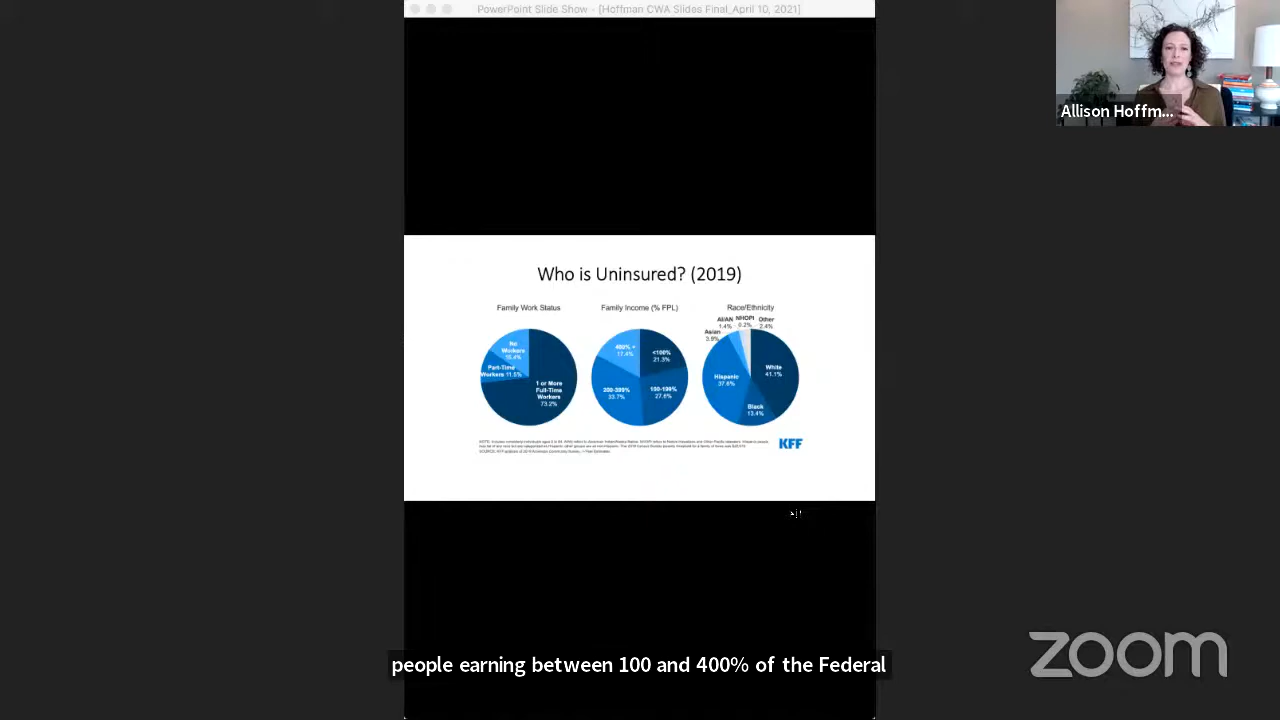 PowerPoint Slide Show - [Hoffman CWA Slides Final_April 10, 2021]
Allison Hoffm...
Who is Uninsured? (2019)
Family Work Status
No
Workers
15.4%
Part-Time
Workers 11.5%
1 or More
Full-Time
Workers
73.2%
Family Income (% FPL)
400% +
17.4%
<100%
21.3%
200-399%
33.7%
100-199%
27.6%
Race/Ethnicity
AI/AN
1.4%
NHOPI
0.2%
Other
2.4%
Asian
3.9%
Hispanic
37.6%
White
41.1%
Black
13.4%
KFF
people earning between 100 and 400% of the Federal
zoom